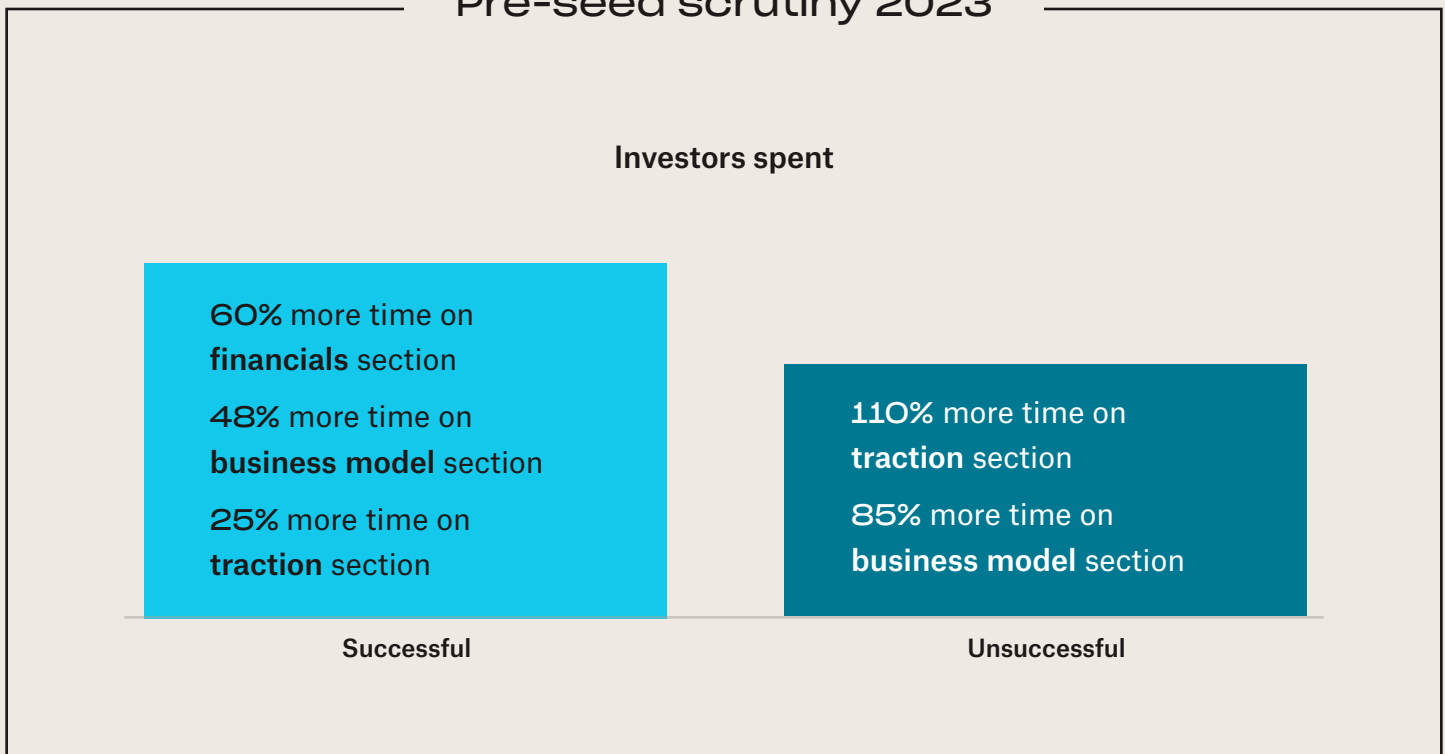 Pre-seed scrutiny 2023
Investors spent
60% more time on
financials section
48% more time on
business model section
25% more time on
traction section
110% more time on
traction section
85% more time on
business model section
Successful
Unsuccessful